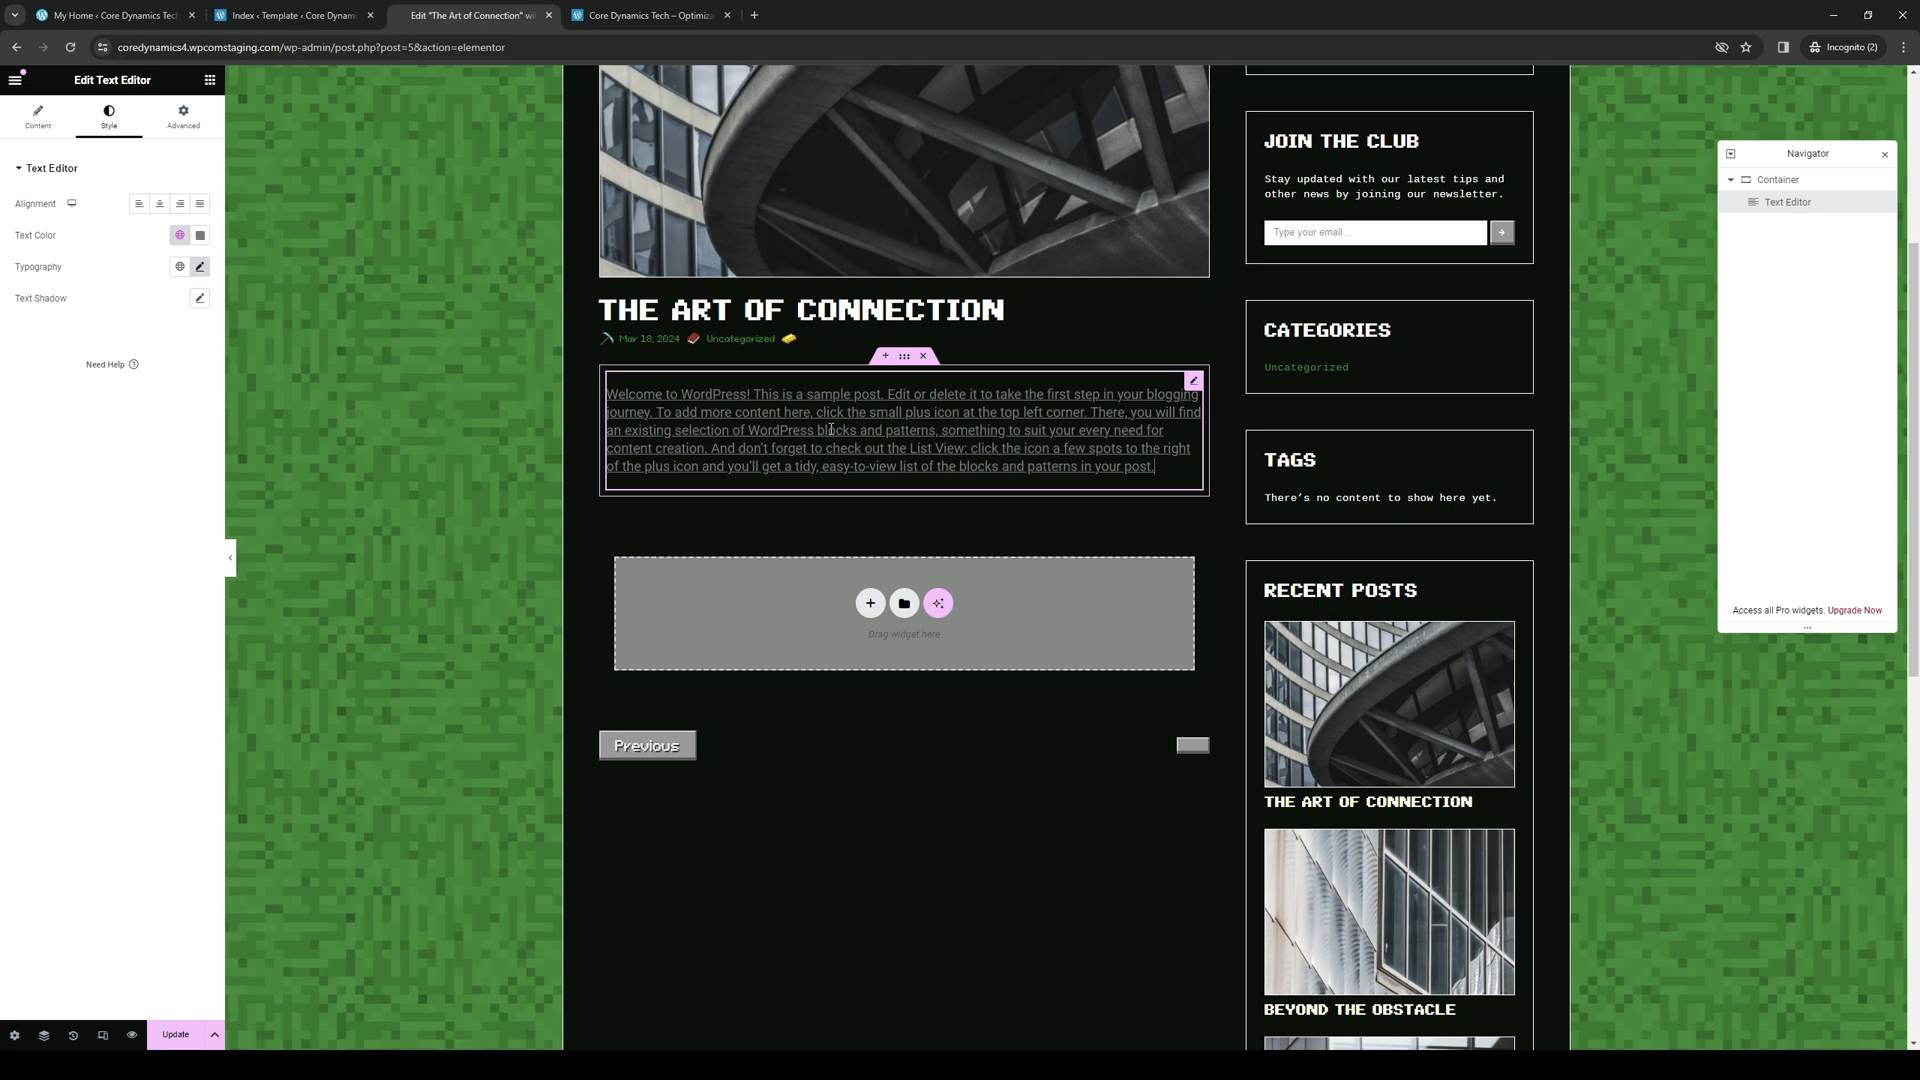 My Home ‹ Core Dynamics Tech
Index ‹ Template ‹ Core Dynam
Edit "The Art of Connection" wi
Core Dynamics Tech – Optimiza
coredynamics4.wpcomstaging.com/wp-admin/post.php?post=5&action=elementor
Incognito (2)
Edit Text Editor
Content
Style
Advanced
Text Editor
Alignment
Text Color
Typography
Text Shadow
Need Help
Update
THE ART OF CONNECTION
Mar 18, 2024
Uncategorized
Welcome to WordPress! This is a sample post. Edit or delete it to take the first step in your blogging
journey. To add more content here, click the small plus icon at the top left corner. There, you will find
an existing selection of WordPress blocks and patterns, something to suit your every need for
content creation. And don't forget to check out the List View: click the icon a few spots to the right
of the plus icon and you'll get a tidy, easy-to-view list of the blocks and patterns in your post.
Drag widget here
Previous
JOIN THE CLUB
Stay updated with our latest tips and
other news by joining our newsletter.
Type your email…
CATEGORIES
Uncategorized
TAGS
There's no content to show here yet.
RECENT POSTS
THE ART OF CONNECTION
BEYOND THE OBSTACLE
Navigator
Container
Text Editor
Access all Pro widgets. Upgrade Now